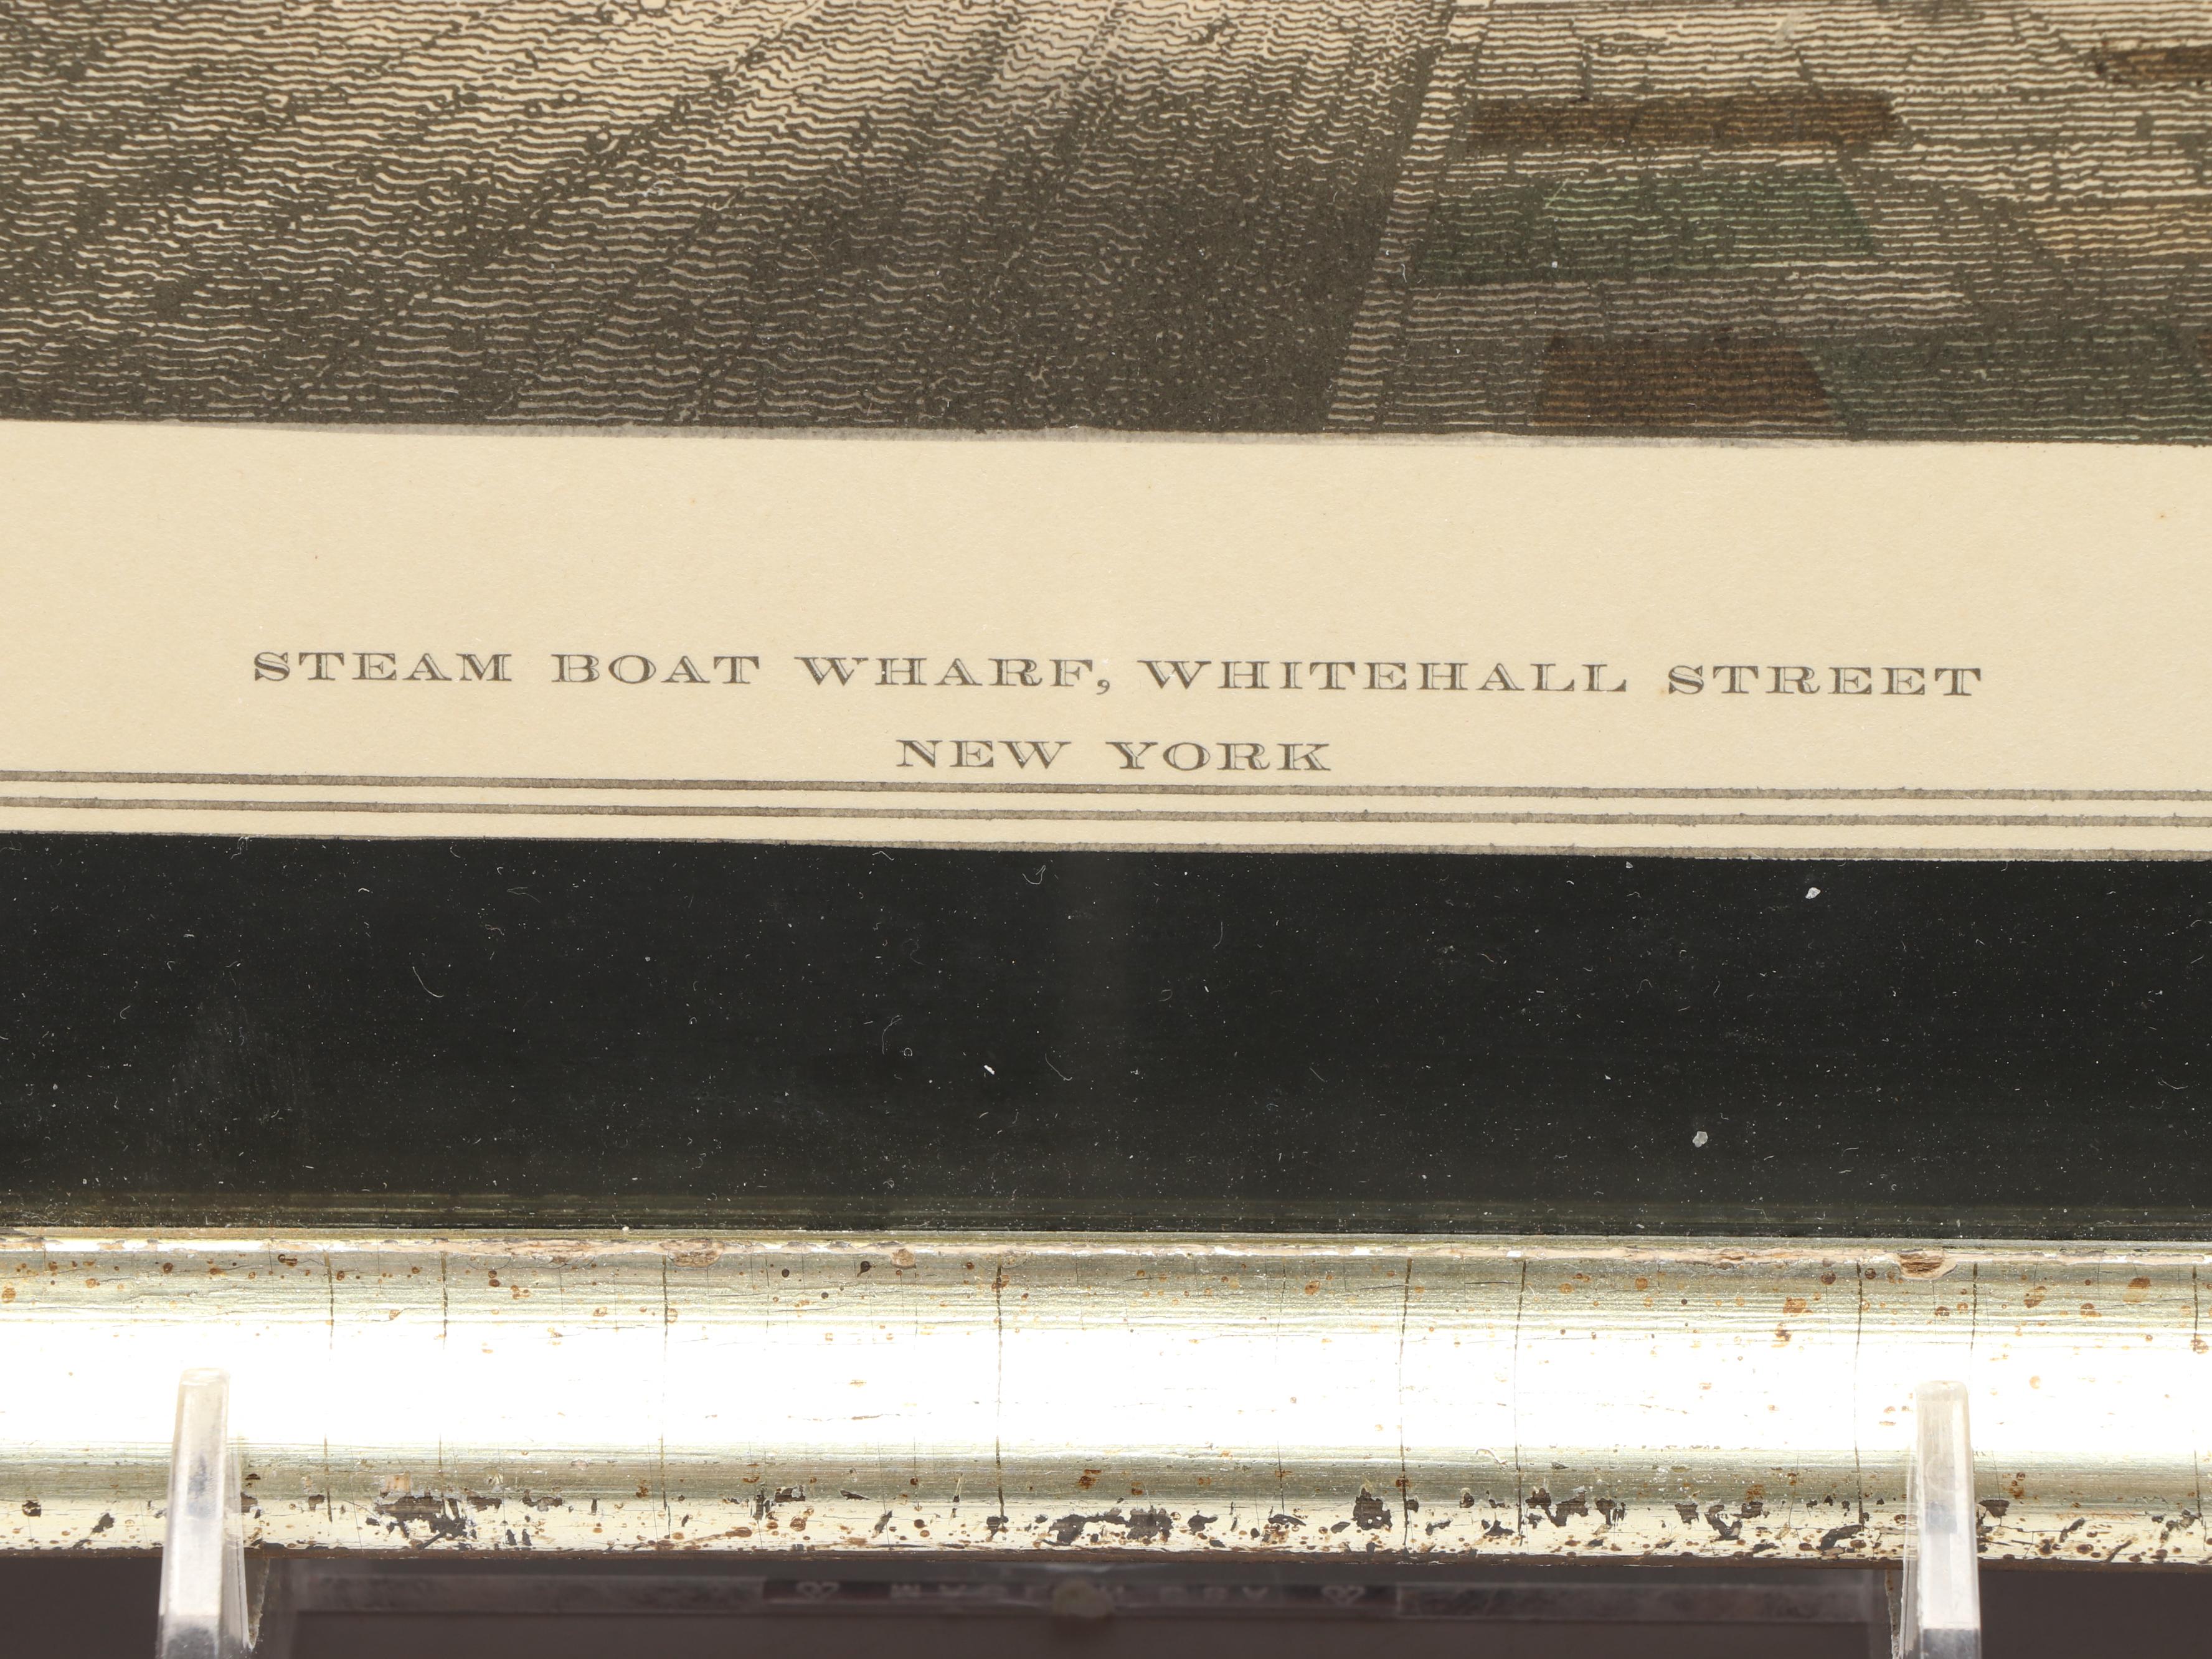 STEAM BOAT WHARF, WHITEHALL STREET
NEW YORK